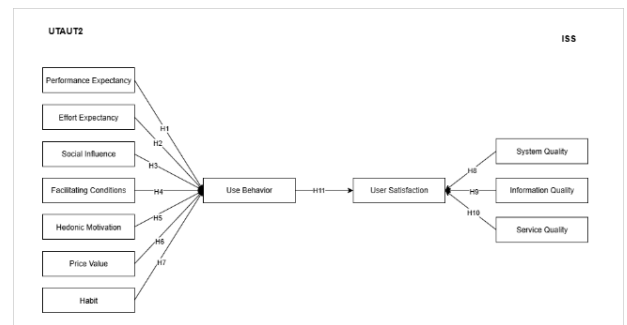 UTAUT2
ISS
Performance Expectancy
Effort Expectancy
Social Influence
Facilitating Conditions
Hedonic Motivation
Price Value
Habit
H1
H2
H3
H4
H5
H6
H7
Use Behavior
H11
User Satisfaction
H8
H9
H10
System Quality
Information Quality
Service Quality